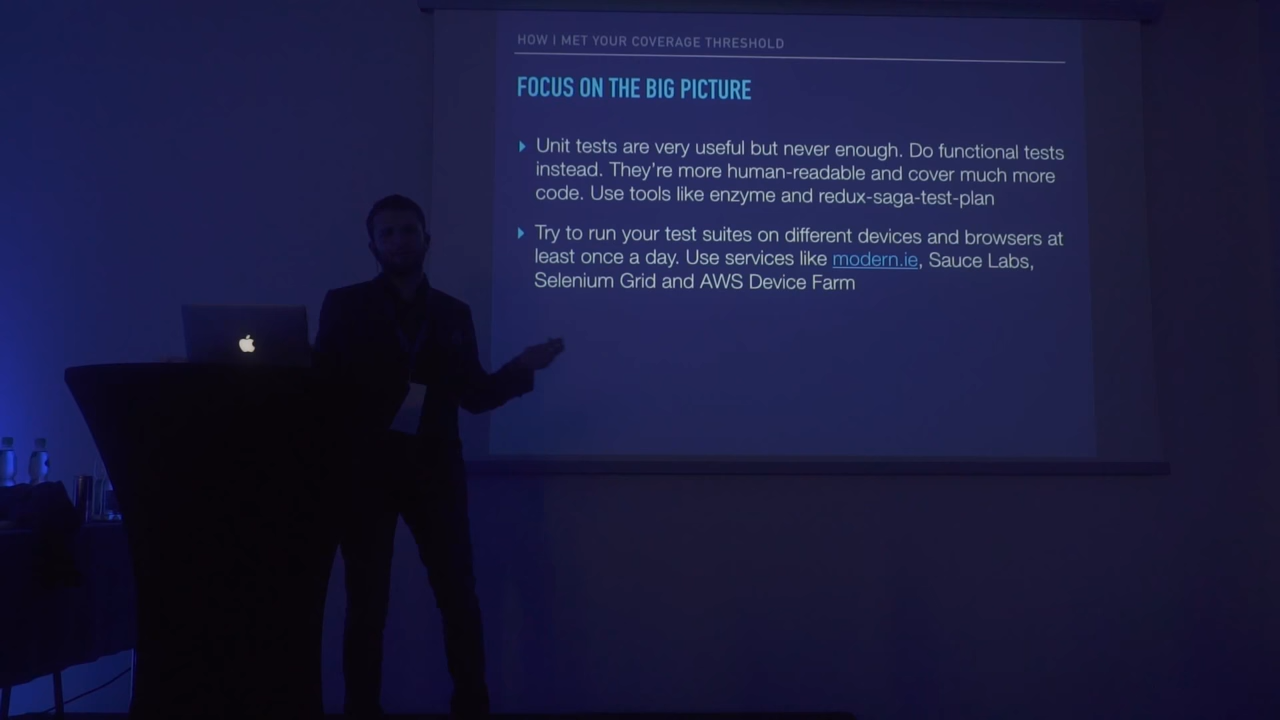 HOW I MET YOUR COVERAGE THRESHOLD
FOCUS ON THE BIG PICTURE
Unit tests are very useful but never enough. Do functional tests
instead. They're more human-readable and cover much more
code. Use tools like enzyme and redux-saga-test-plan
Try to run your test suites on different devices and browsers at
least once a day. Use services like modern.ie, Sauce Labs,
Selenium Grid and AWS Device Farm